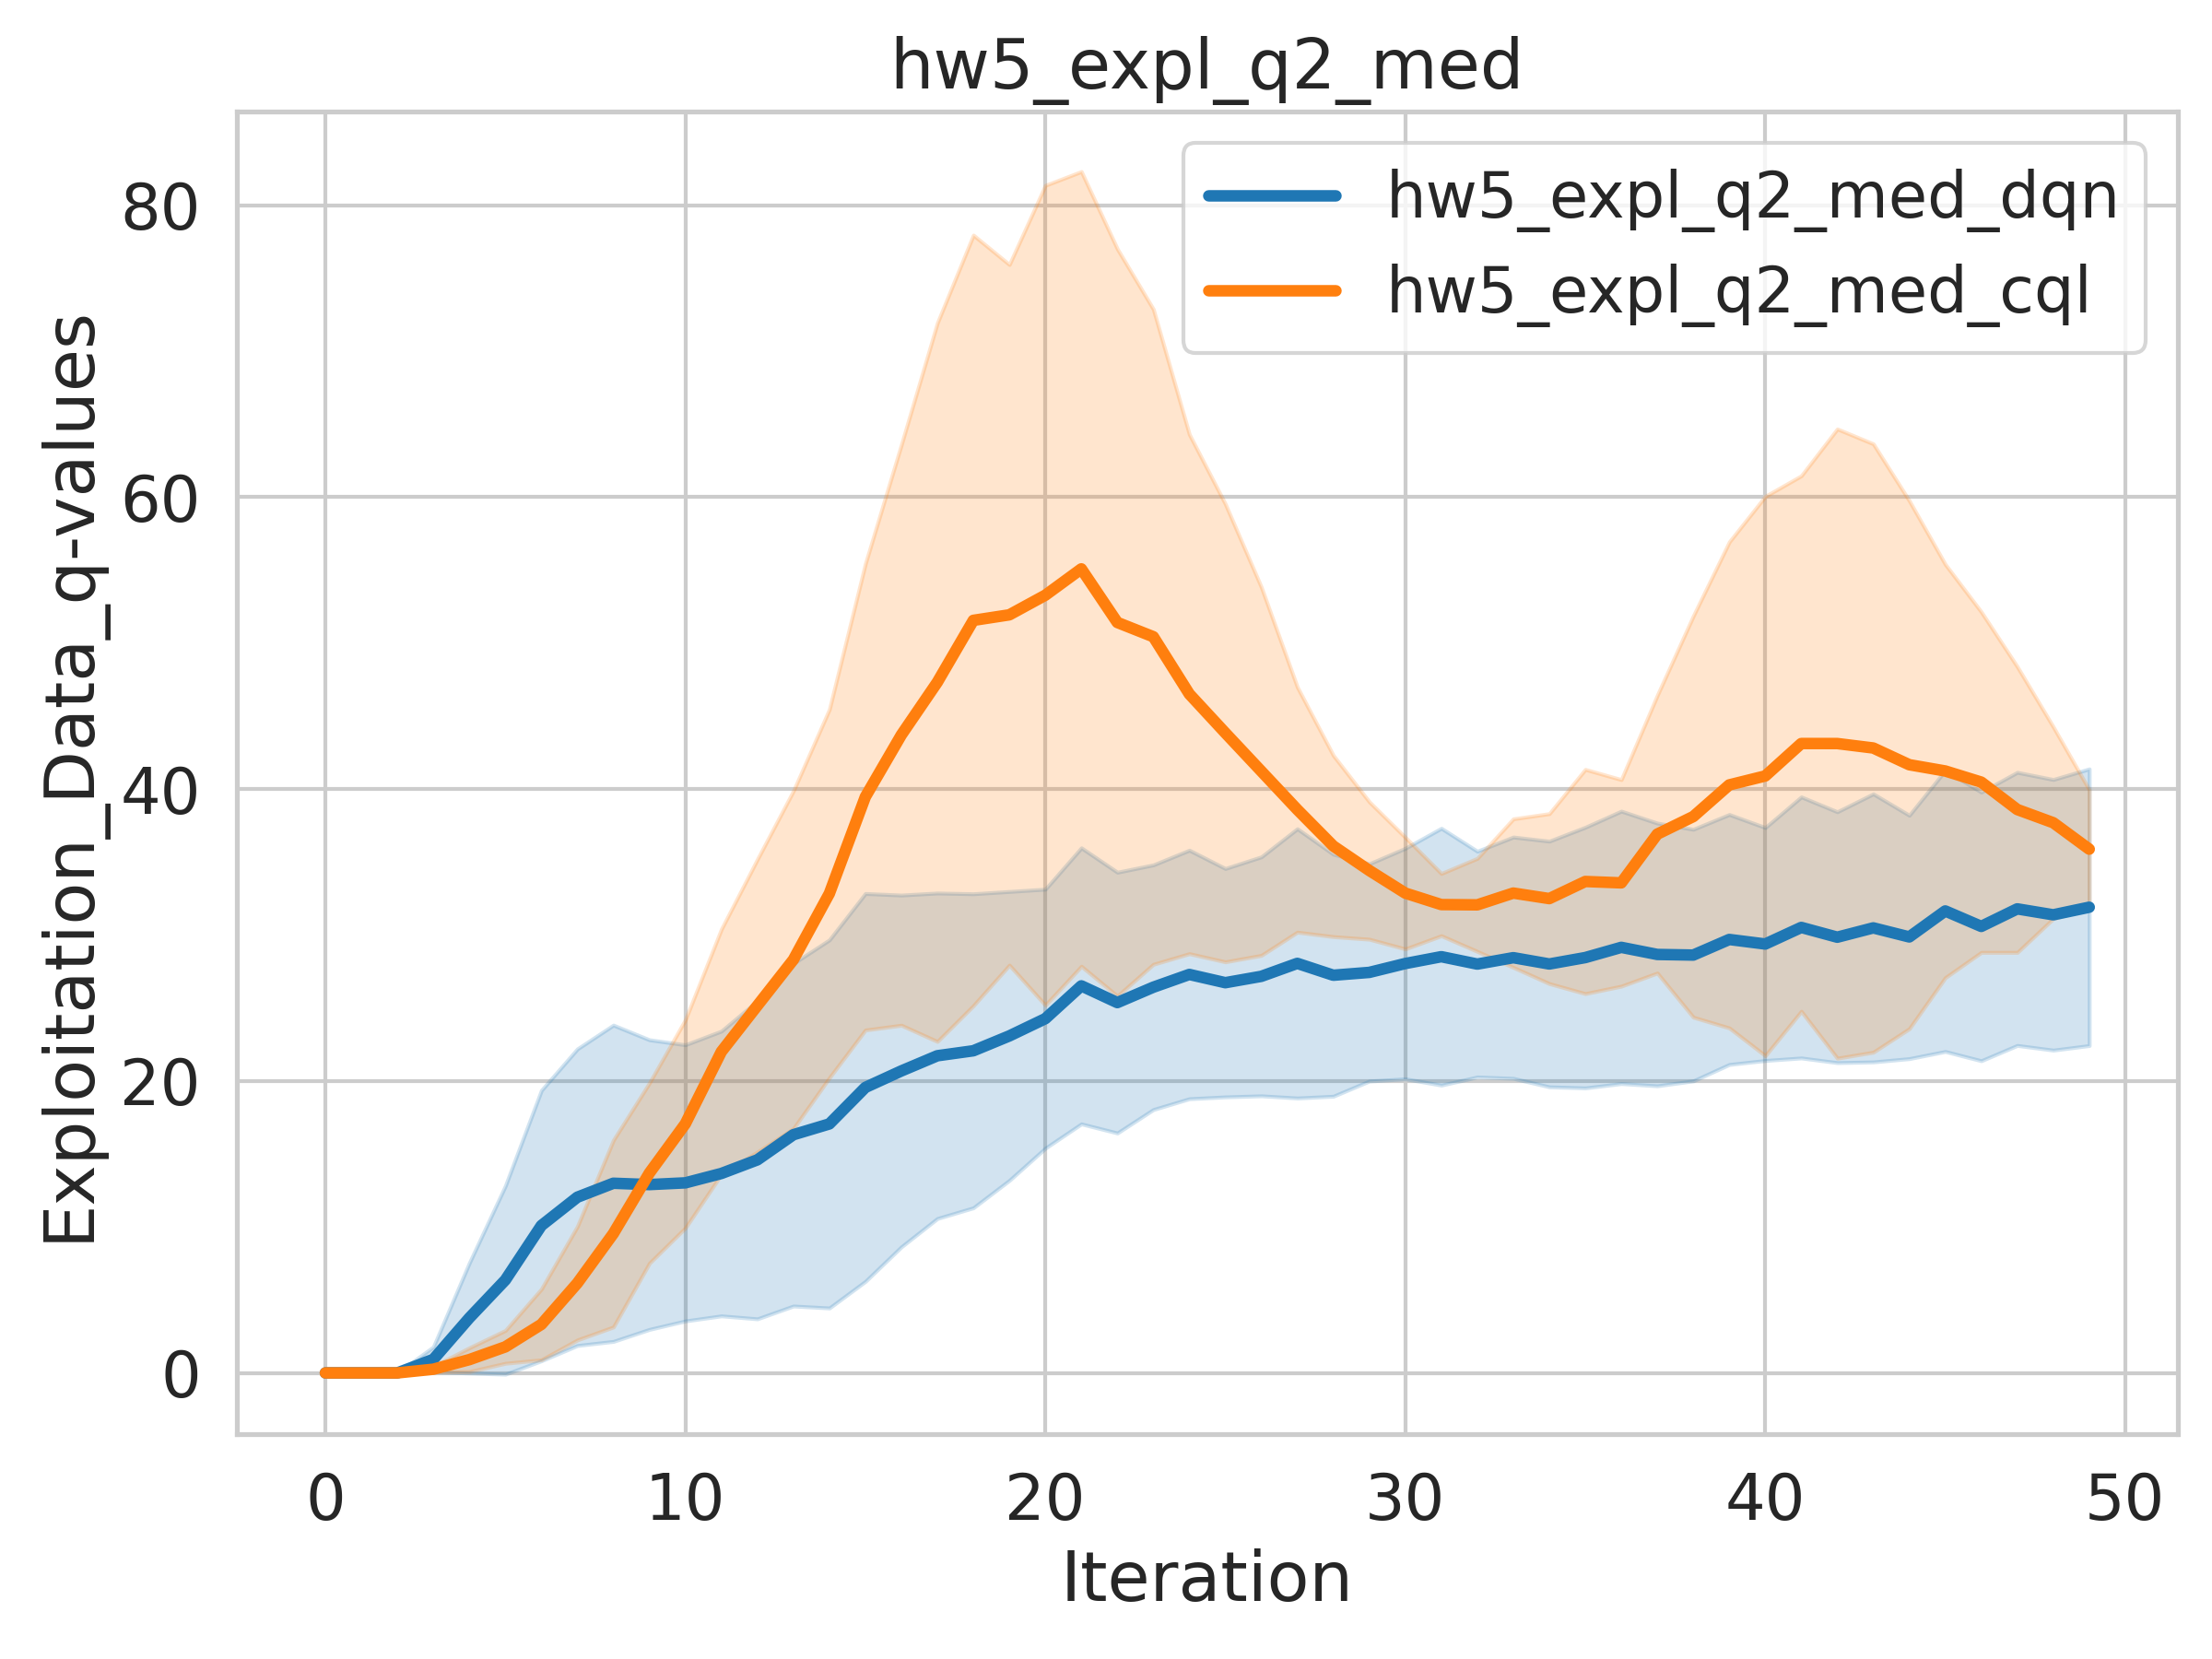 hw5_expl_q2_med
hw5_expl_q2_med_dqn
hw5_expl_q2_med_cql
Exploitation_Data_q-values
80
60
40
20
0
0 10 20 30 40 50
Iteration